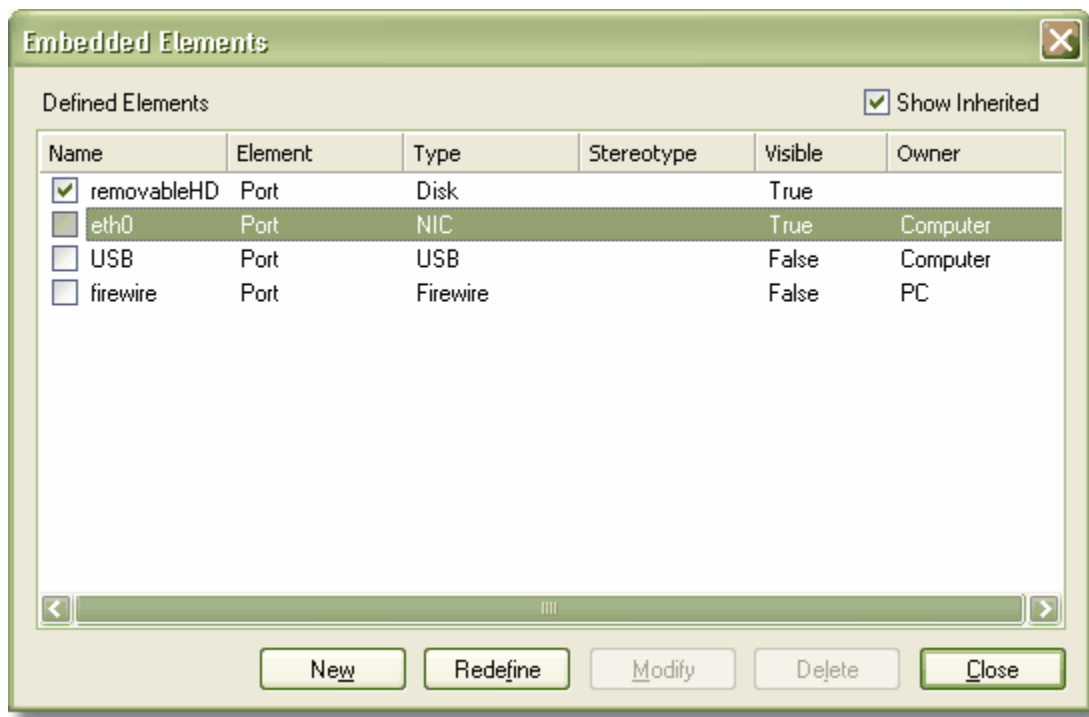 Embedded Elements
Defined Elements Show Inherited
Name Element Type Stereotype Visible Owner
removableHD Port Disk True
eth0 Port NIC True Computer
USB Port USB False Computer
firewire Port Firewire False PC
New Redefine Modify Delete Close